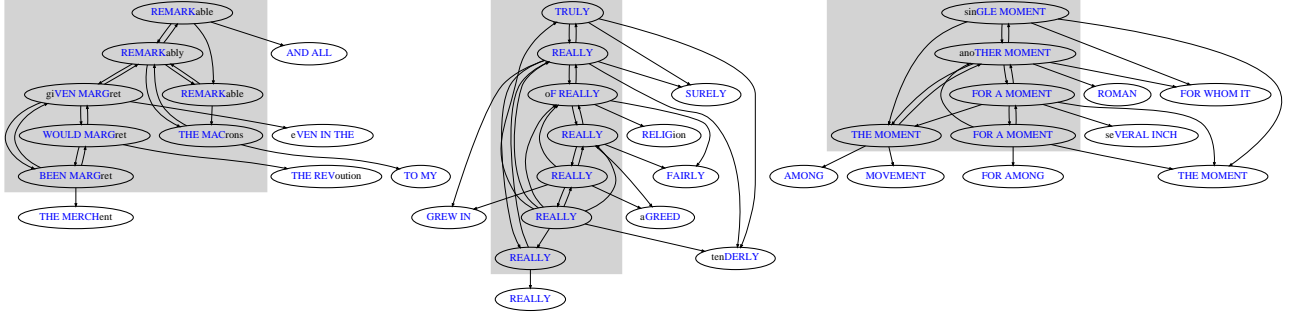 REMARKable
REMARKably
AND ALL
giVEN MARGret
REMARKable
WOULD MARGret
THE MACrons
eVEN IN THE
BEEN MARGret
THE REVoution
TO MY
THE MERCHent
TRULY
REALLY
oF REALLY
SURELY
REALLY
RELIGion
REALLY
FAIRLY
GREW IN
REALLY
aGREED
REALLY
tenDERLY
REALLY
sinGLE MOMENT
anoTHER MOMENT
FOR A MOMENT
ROMAN
FOR WHOM IT
THE MOMENT
FOR A MOMENT
seVERAL INCH
AMONG
MOVEMENT
FOR AMONG
THE MOMENT